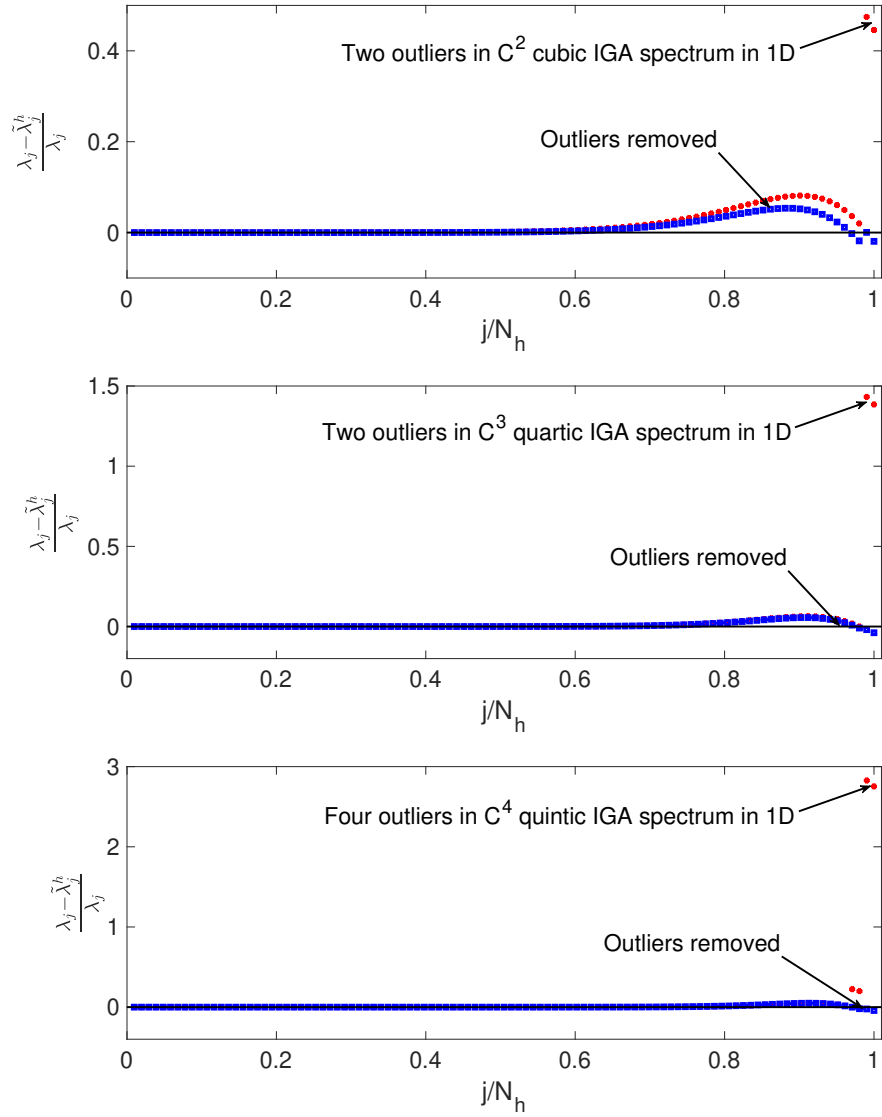 0.4
0.2
0
Two outliers in C² cubic IGA spectrum in 1D
Outliers removed
λⱼ−λ̃ⱼʰ
λⱼ
0 0.2 0.4 0.6 0.8 1
j/N_h
1.5
1
0.5
0
Two outliers in C³ quartic IGA spectrum in 1D
Outliers removed
λⱼ−λ̃ⱼʰ
λⱼ
0 0.2 0.4 0.6 0.8 1
j/N_h
3
2
1
0
Four outliers in C⁴ quintic IGA spectrum in 1D
Outliers removed
λⱼ−λ̃ⱼʰ
λⱼ
0 0.2 0.4 0.6 0.8 1
j/N_h